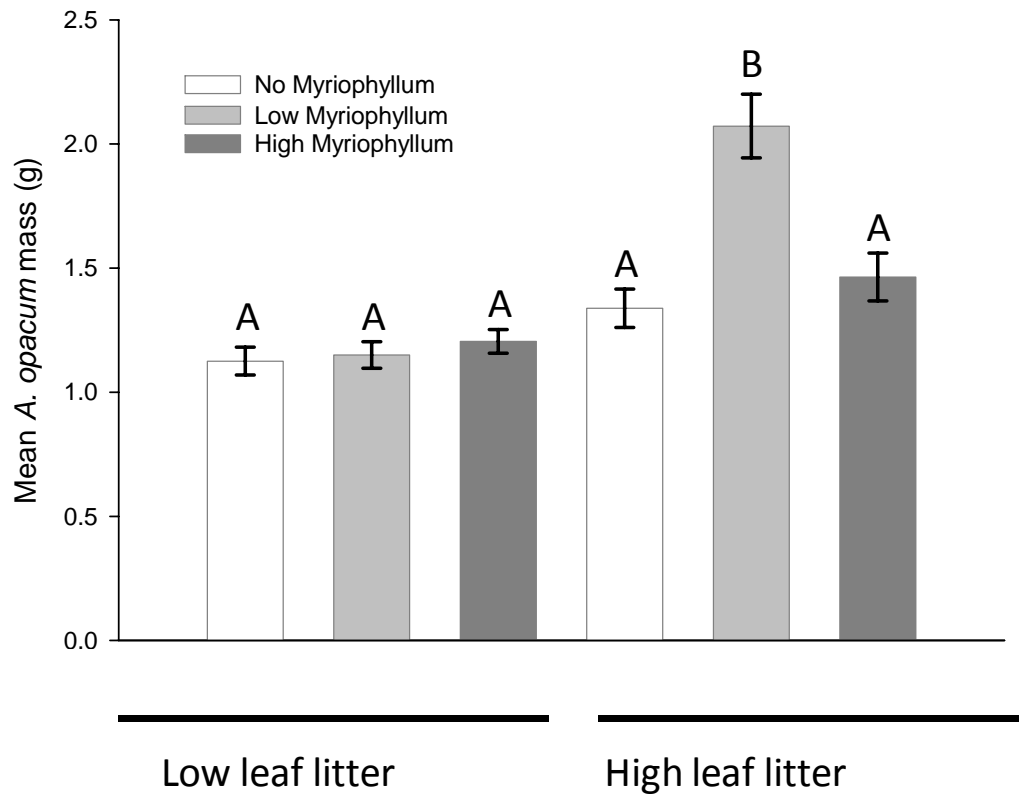 2.5
2.0
1.5
1.0
0.5
0.0
Mean A. opacum mass (g)
No Myriophyllum
Low Myriophyllum
High Myriophyllum
A
A
A
A
B
A
Low leaf litter
High leaf litter